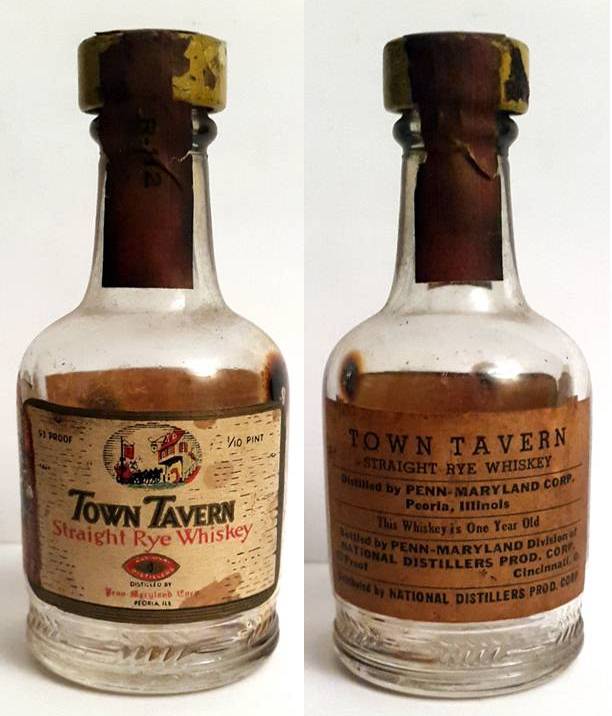 R-112
93 PROOF
1/10 PINT
TOWN TAVERN
Straight Rye Whiskey
DISTILLED BY
Penn-Maryland Corp.
PEORIA, ILL
TOWN TAVERN
STRAIGHT RYE WHISKEY
Distilled by PENN-MARYLAND CORP.
Peoria, Illinois
This Whiskey is One Year Old
Bottled by PENN-MARYLAND Division of
NATIONAL DISTILLERS PROD. CORP.
Proof Cincinnati, O.
Distributed by NATIONAL DISTILLERS PROD. CORP.